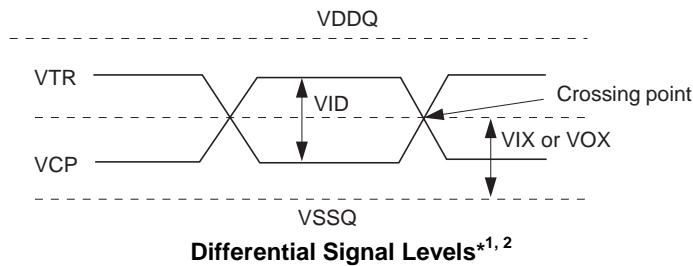 VDDQ
VTR
VID
Crossing point
VIX or VOX
VCP
VSSQ
Differential Signal Levels*1, 2